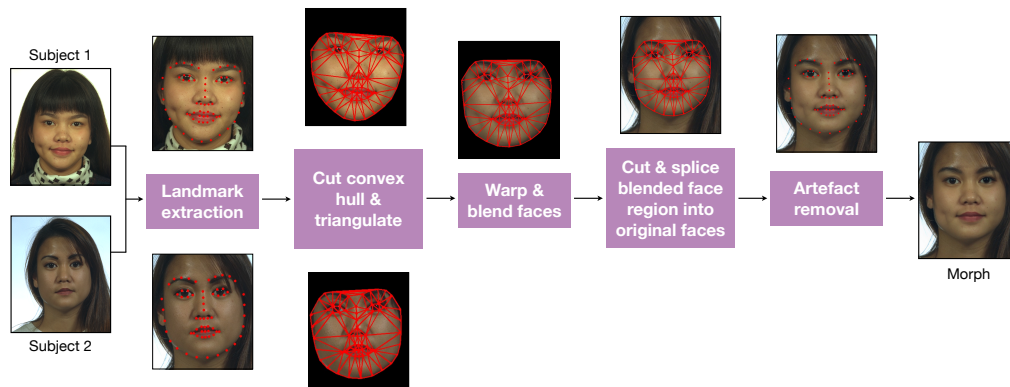 Subject 1
Subject 2
Landmark
extraction
Cut convex
hull &
triangulate
Warp &
blend faces
Cut & splice
blended face
region into
original faces
Artefact
removal
Morph